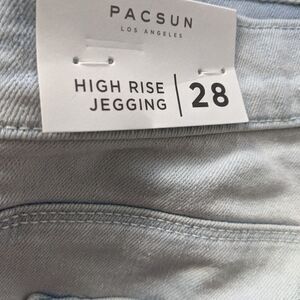 PACSUN
LOS ANGELES
HIGH RISE
JEGGING
28